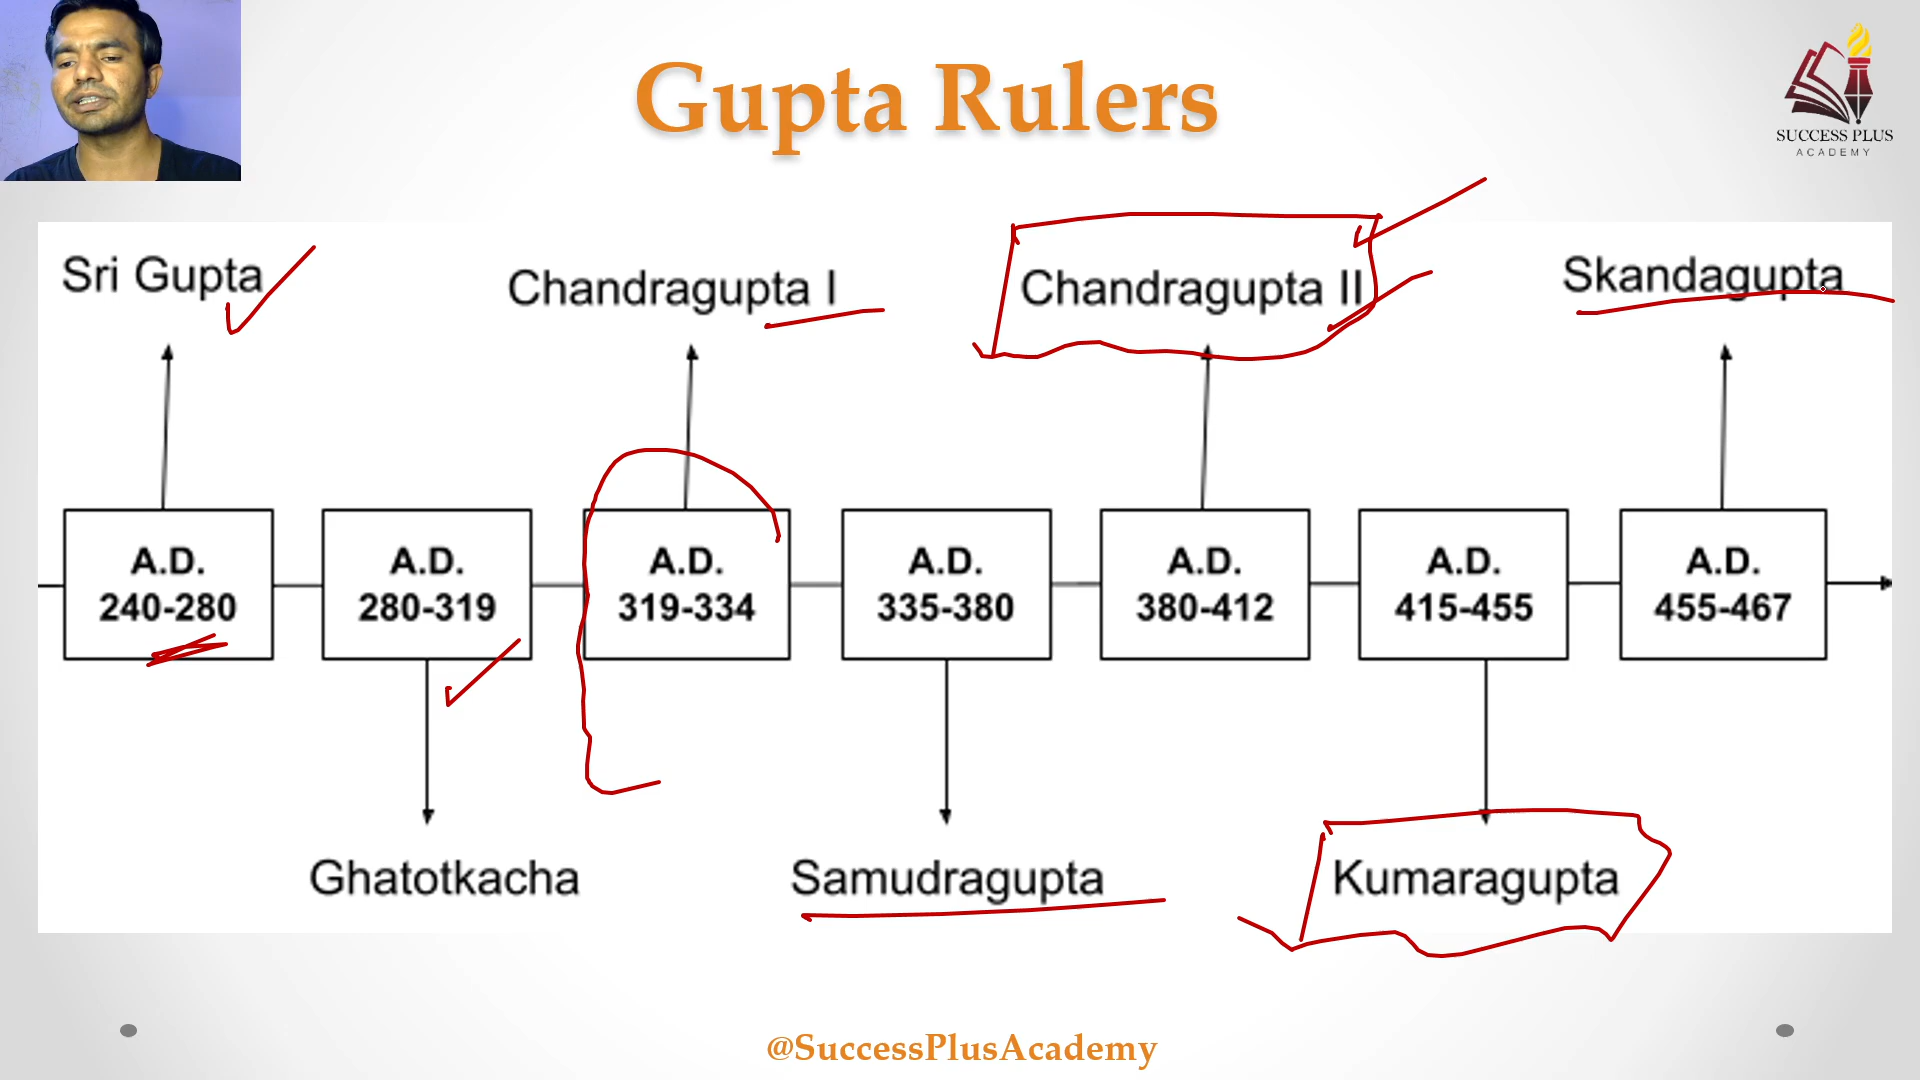 Gupta Rulers
SUCCESS PLUS
ACADEMY
Sri Gupta
Chandragupta I
Chandragupta II
Skandagupta
A.D.
240-280
A.D.
280-319
A.D.
319-334
A.D.
335-380
A.D.
380-412
A.D.
415-455
A.D.
455-467
Ghatotkacha
Samudragupta
Kumaragupta
@SuccessPlusAcademy